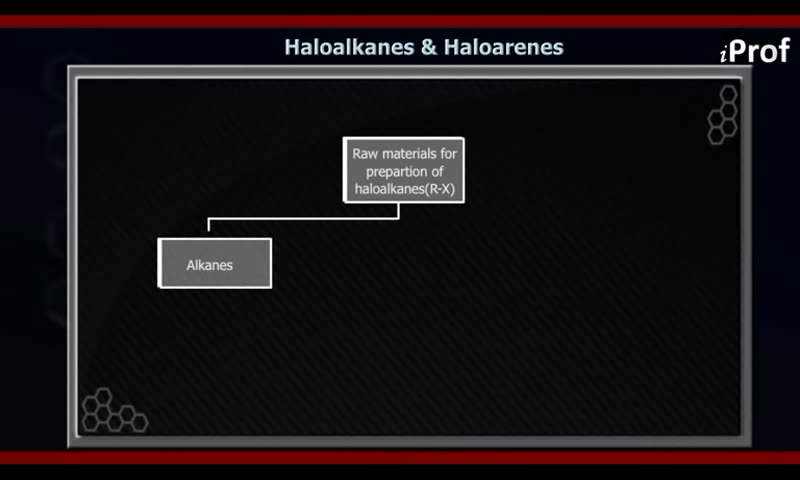 Haloalkanes & Haloarenes
iProf
Raw materials for
prepartion of
haloalkanes(R-X)
Alkanes